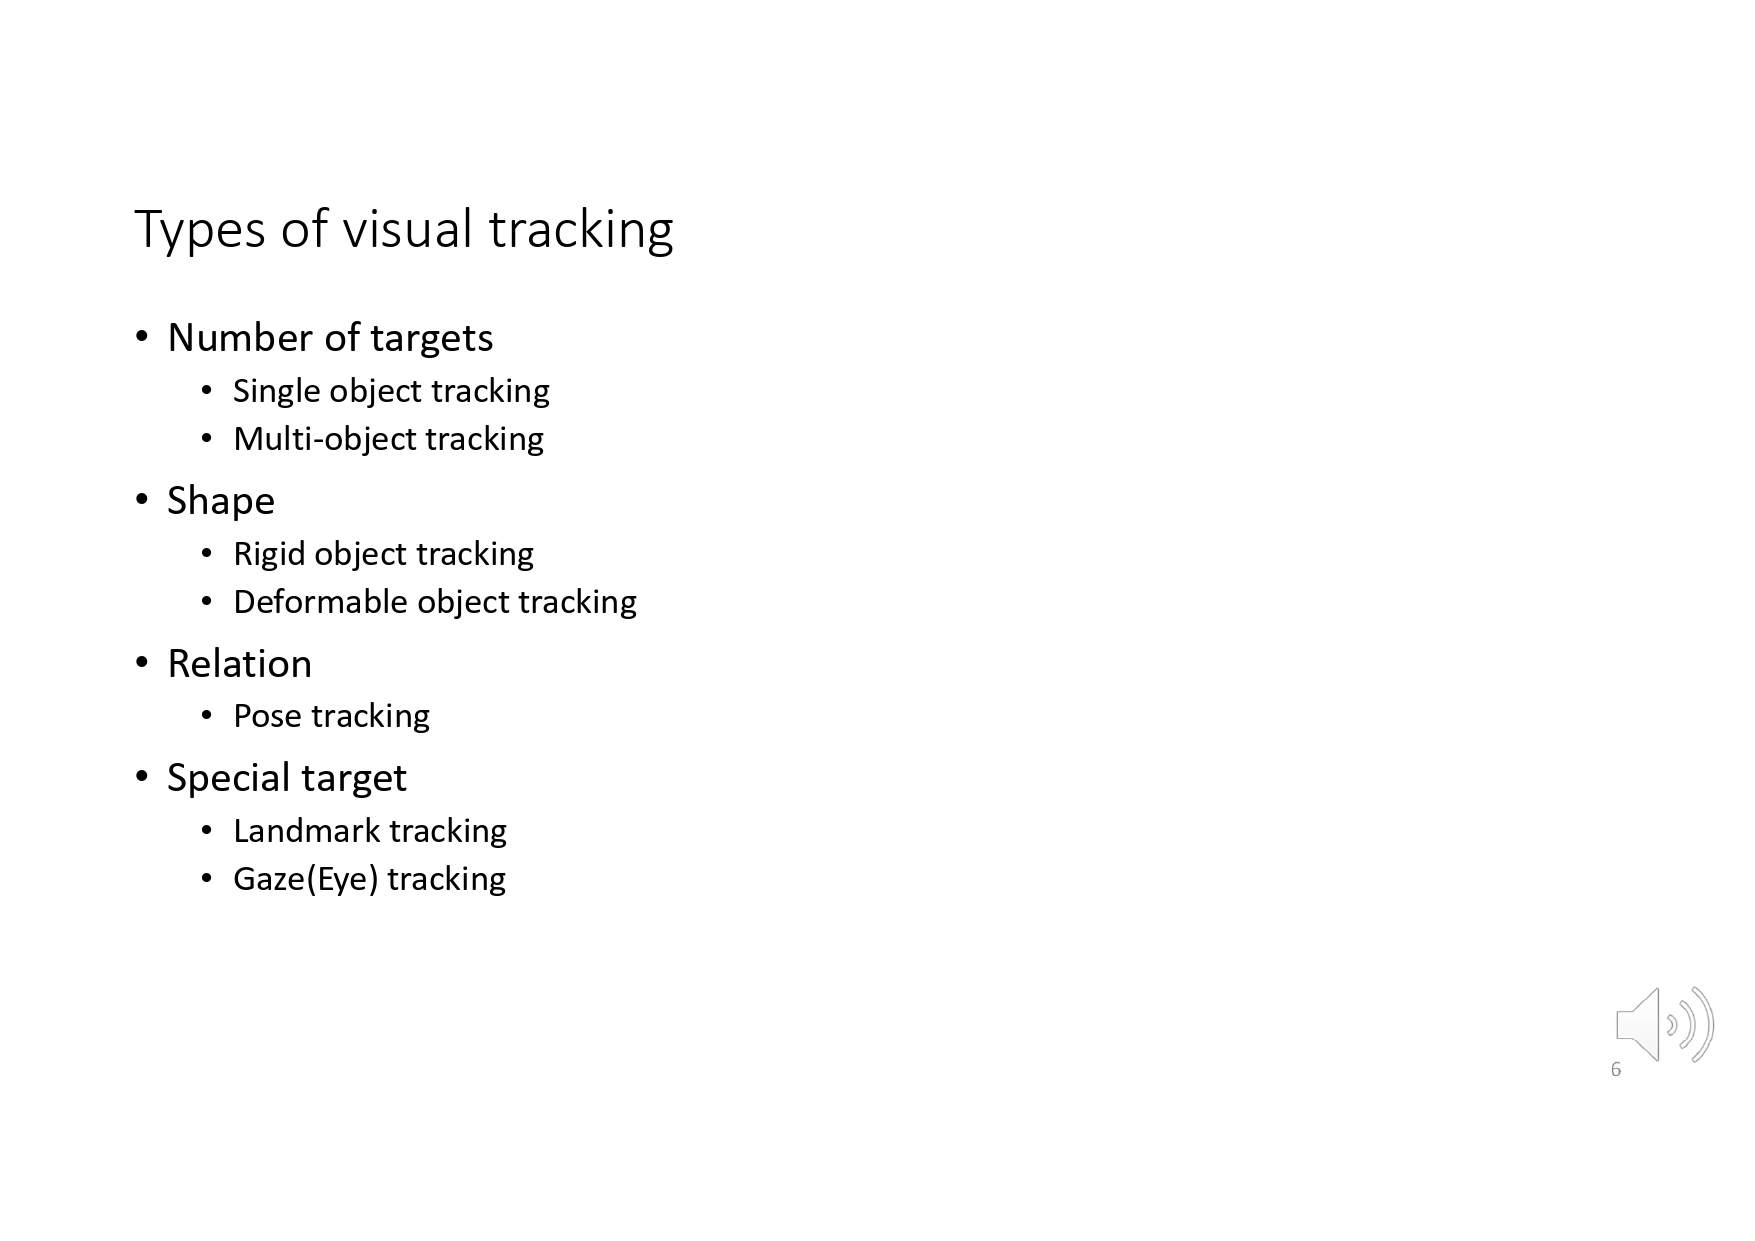 Types of visual tracking
• Number of targets
• Single object tracking
• Multi-object tracking
• Shape
• Rigid object tracking
• Deformable object tracking
• Relation
• Pose tracking
• Special target
• Landmark tracking
• Gaze(Eye) tracking
6